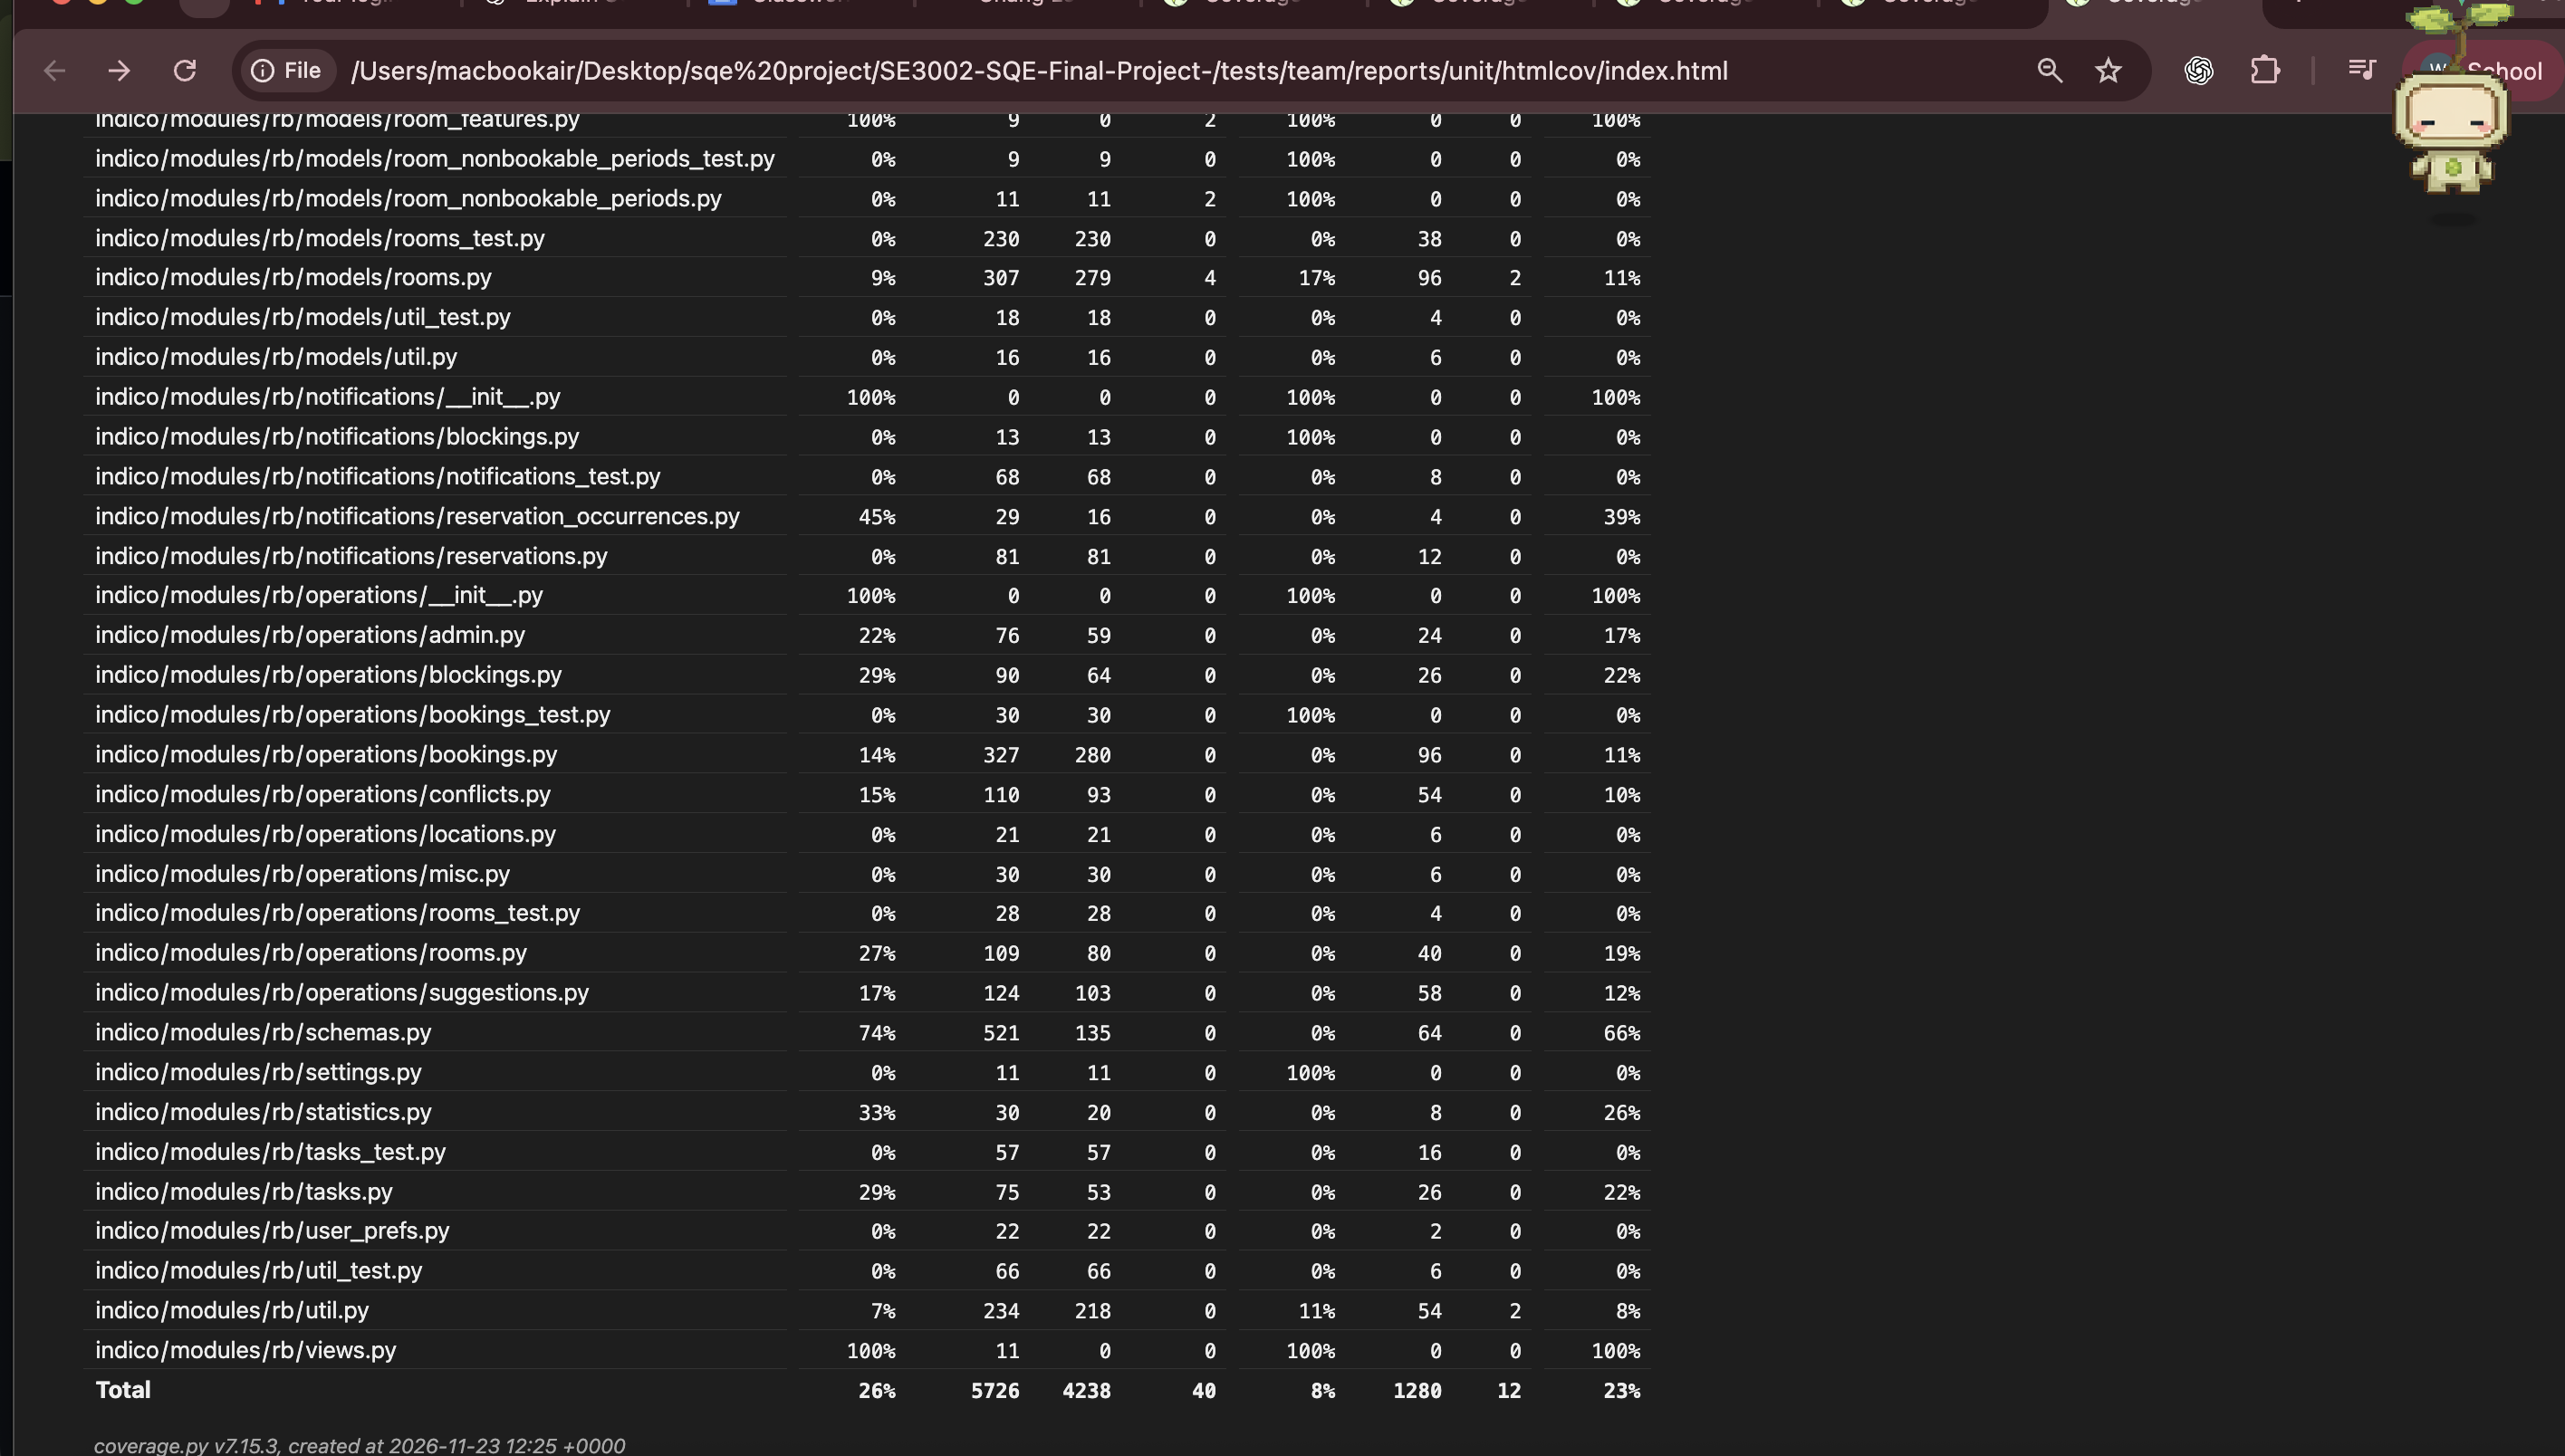 File /Users/macbookair/Desktop/sqe%20project/SE3002-SQE-Final-Project-/tests/team/reports/unit/htmlcov/index.html School
indico/modules/rb/models/room_features.py 100% 9 0 2 100% 0 0 100%
indico/modules/rb/models/room_nonbookable_periods_test.py 0% 9 9 0 100% 0 0 0%
indico/modules/rb/models/room_nonbookable_periods.py 0% 11 11 2 100% 0 0 0%
indico/modules/rb/models/rooms_test.py 0% 230 230 0 0% 38 0 0%
indico/modules/rb/models/rooms.py 9% 307 279 4 17% 96 2 11%
indico/modules/rb/models/util_test.py 0% 18 18 0 0% 4 0 0%
indico/modules/rb/models/util.py 0% 16 16 0 0% 6 0 0%
indico/modules/rb/notifications/__init__.py 100% 0 0 0 100% 0 0 100%
indico/modules/rb/notifications/blockings.py 0% 13 13 0 100% 0 0 0%
indico/modules/rb/notifications/notifications_test.py 0% 68 68 0 0% 8 0 0%
indico/modules/rb/notifications/reservation_occurrences.py 45% 29 16 0 0% 4 0 39%
indico/modules/rb/notifications/reservations.py 0% 81 81 0 0% 12 0 0%
indico/modules/rb/operations/__init__.py 100% 0 0 0 100% 0 0 100%
indico/modules/rb/operations/admin.py 22% 76 59 0 0% 24 0 17%
indico/modules/rb/operations/blockings.py 29% 90 64 0 0% 26 0 22%
indico/modules/rb/operations/bookings_test.py 0% 30 30 0 100% 0 0 0%
indico/modules/rb/operations/bookings.py 14% 327 280 0 0% 96 0 11%
indico/modules/rb/operations/conflicts.py 15% 110 93 0 0% 54 0 10%
indico/modules/rb/operations/locations.py 0% 21 21 0 0% 6 0 0%
indico/modules/rb/operations/misc.py 0% 30 30 0 0% 6 0 0%
indico/modules/rb/operations/rooms_test.py 0% 28 28 0 0% 4 0 0%
indico/modules/rb/operations/rooms.py 27% 109 80 0 0% 40 0 19%
indico/modules/rb/operations/suggestions.py 17% 124 103 0 0% 58 0 12%
indico/modules/rb/schemas.py 74% 521 135 0 0% 64 0 66%
indico/modules/rb/settings.py 0% 11 11 0 100% 0 0 0%
indico/modules/rb/statistics.py 33% 30 20 0 0% 8 0 26%
indico/modules/rb/tasks_test.py 0% 57 57 0 0% 16 0 0%
indico/modules/rb/tasks.py 29% 75 53 0 0% 26 0 22%
indico/modules/rb/user_prefs.py 0% 22 22 0 0% 2 0 0%
indico/modules/rb/util_test.py 0% 66 66 0 0% 6 0 0%
indico/modules/rb/util.py 7% 234 218 0 11% 54 2 8%
indico/modules/rb/views.py 100% 11 0 0 100% 0 0 100%
Total 26% 5726 4238 40 8% 1280 12 23%
coverage.py v7.15.3, created at 2026-11-23 12:25 +0000